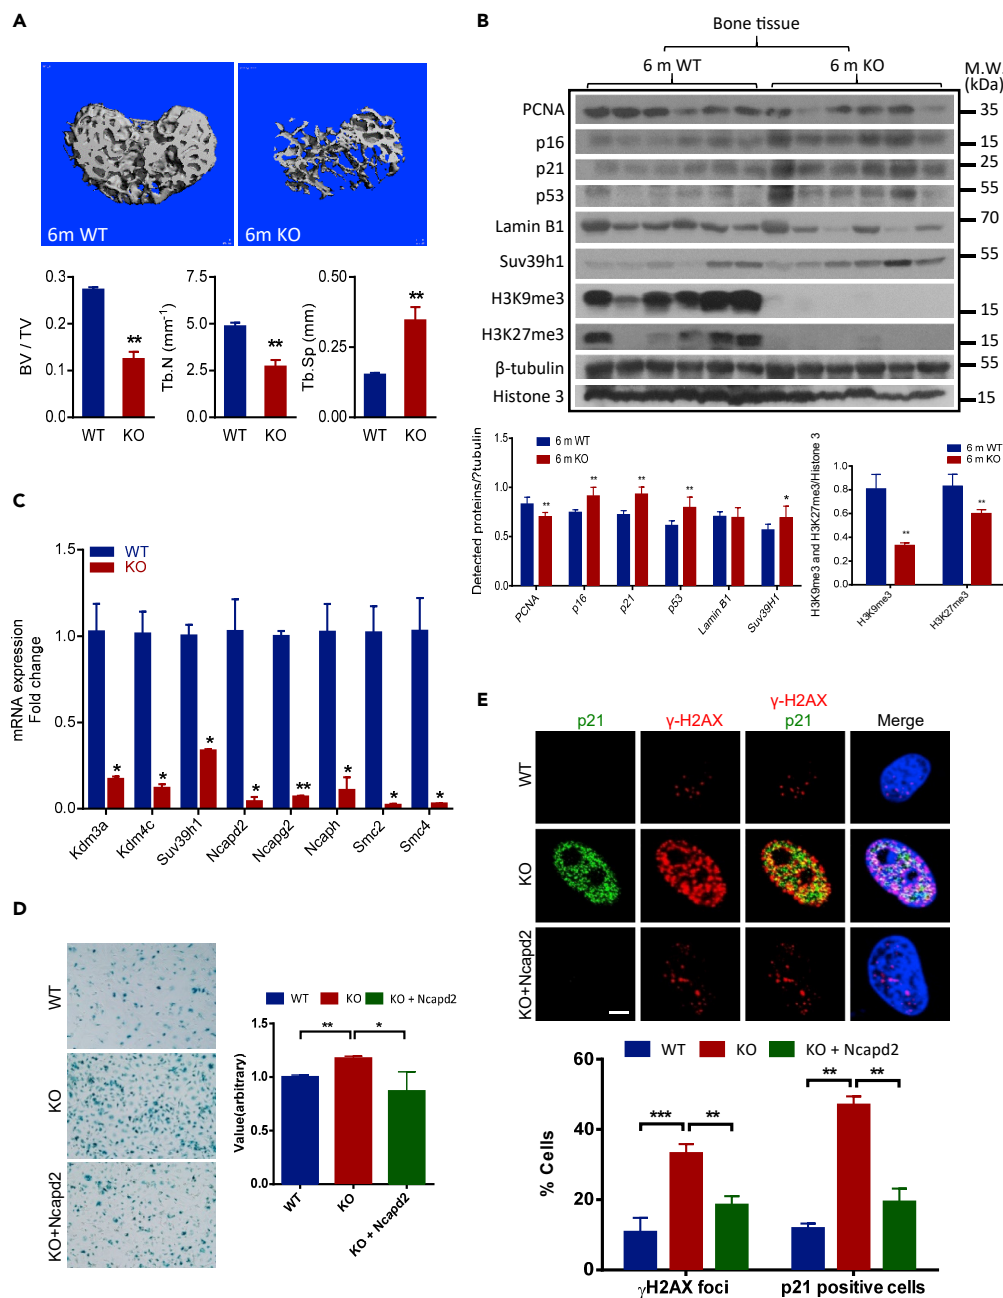 A
6m WT
6m KO
0.3
0.2
0.1
0.0
BV / TV
**
WT
KO
7.5
5.0
2.5
0.0
Tb.N (mm-1)
**
WT
KO
0.50
0.25
0.00
Tb.Sp (mm)
**
WT
KO
B
Bone tissue
6 m WT
6 m KO
M.W.
(kDa)
PCNA
35
p16
15
p21
25
p53
55
Lamin B1
70
Suv39h1
55
H3K9me3
15
H3K27me3
15
β-tubulin
55
Histone 3
15
Detected proteins/?tubulin
1.5
1.0
0.5
0.0
6 m WT
6 m KO
**
**
**
**
*
PCNA
p16
p21
p53
Lamin B1
Suv39H1
H3K9me3 and H3K27me3/Histone 3
1.0
0.8
0.6
0.4
0.2
0.0
6 m WT
6 m KO
**
**
H3K9me3
H3K27me3
C
mRNA expression
Fold change
1.5
1.0
0.5
0.0
WT
KO
*
*
*
*
**
*
*
*
Kdm3a
Kdm4c
Suv39h1
Ncapd2
Ncapg2
Ncaph
Smc2
Smc4
D
WT
KO
KO+Ncapd2
WT
KO
KO + Ncapd2
Value(arbitrary)
1.5
1.0
0.5
0.0
**
*
WT
KO
KO + Ncapd2
E
p21
γ-H2AX
γ-H2AX
p21
Merge
WT
KO
KO+Ncapd2
WT
KO
KO + Ncapd2
% Cells
60
40
20
0
***
**
**
**
γH2AX foci
p21 positive cells